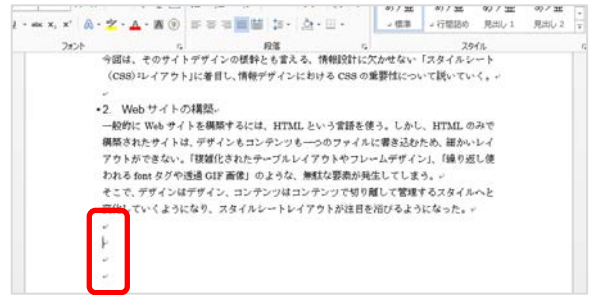 あア亜 あア亜 あア亜 あア亜
abc x, x' A A A
標準 行間詰め 見出し 1 見出し 2
フォント 段落 スタイル
今回は、そのサイトデザインの根幹とも言える、情報設計に欠かせない「スタイルシート
(CSS)=レイアウト」に着目し、情報デザインにおける CSS の重要性について説いていく。
2. Web サイトの構築
一般的に Web サイトを構築するには、HTML という言語を使う。しかし、HTML のみで
構築されたサイトは、デザインもコンテンツも一つのファイルに書き込むため、細かいレイ
アウトができない。「複雑化されたテーブルレイアウトやフレームデザイン」、「繰り返し使
われる font タグや透過 GIF 画像」のような、無駄な要素が発生してしまう。
そこで、デザインはデザイン、コンテンツはコンテンツで切り離して管理するスタイルへと
変化していくようになり、スタイルシートレイアウトが注目を浴びるようになった。